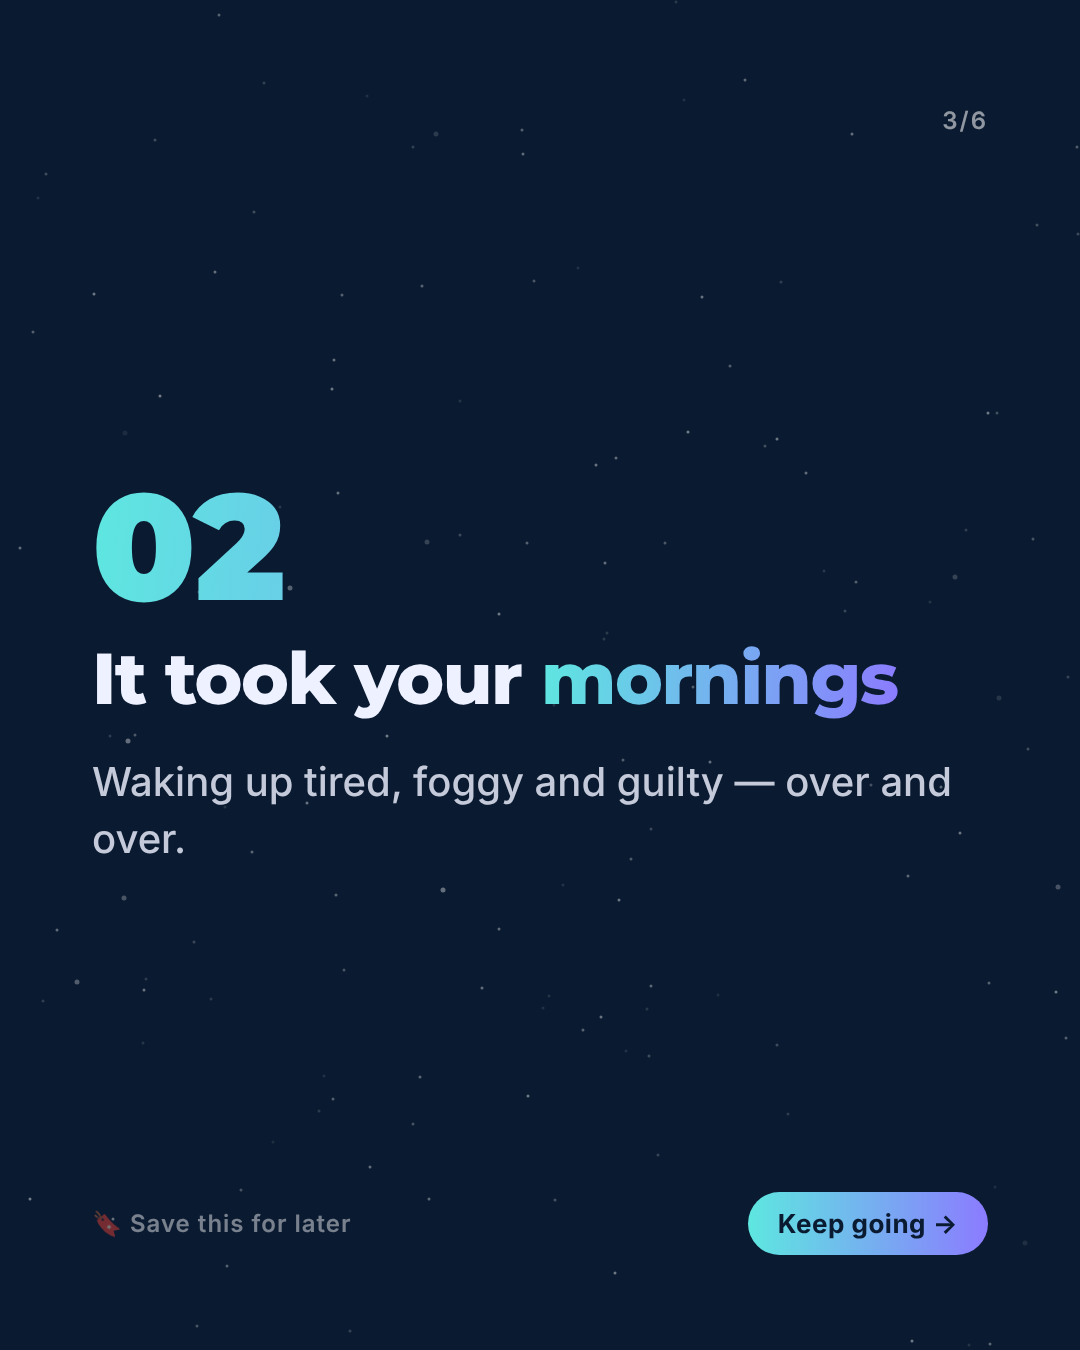 3/6
02
It took your mornings
Waking up tired, foggy and guilty — over and
over.
🔖 Save this for later
Keep going →